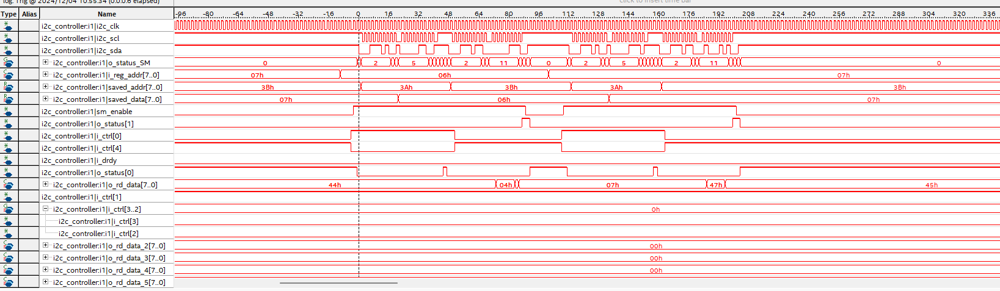 log: Trig @ 2024/12/04 10:55:34 (0:0:0.6 elapsed)
click to insert time bar
Type Alias Name -96 -80 -64 -48 -32 -16 0 16 32 48 64 80 96 112 128 144 160 176 192 208 224 240 256 272 288 304 320 336
i2c_controller:i1|i2c_clk
i2c_controller:i1|i2c_scl
i2c_controller:i1|i2c_sda
i2c_controller:i1|o_status_SM 0 2 5 2 11 0 2 5 2 11 0
i2c_controller:i1|i_reg_addr[7..0] 07h 06h 07h
i2c_controller:i1|saved_addr[7..0] 3Bh 3Ah 3Bh 3Ah 3Bh
i2c_controller:i1|saved_data[7..0] 07h 06h 07h
i2c_controller:i1|sm_enable
i2c_controller:i1|o_status[1]
i2c_controller:i1|i_ctrl[0]
i2c_controller:i1|i_ctrl[4]
i2c_controller:i1|i_drdy
i2c_controller:i1|o_status[0]
i2c_controller:i1|o_rd_data[7..0] 44h 04h 07h 47h 45h
i2c_controller:i1|i_ctrl[1]
i2c_controller:i1|i_ctrl[3..2] 0h
i2c_controller:i1|i_ctrl[3]
i2c_controller:i1|i_ctrl[2]
i2c_controller:i1|o_rd_data_2[7..0] 00h
i2c_controller:i1|o_rd_data_3[7..0] 00h
i2c_controller:i1|o_rd_data_4[7..0] 00h
i2c_controller:i1|o_rd_data_5[7..0]